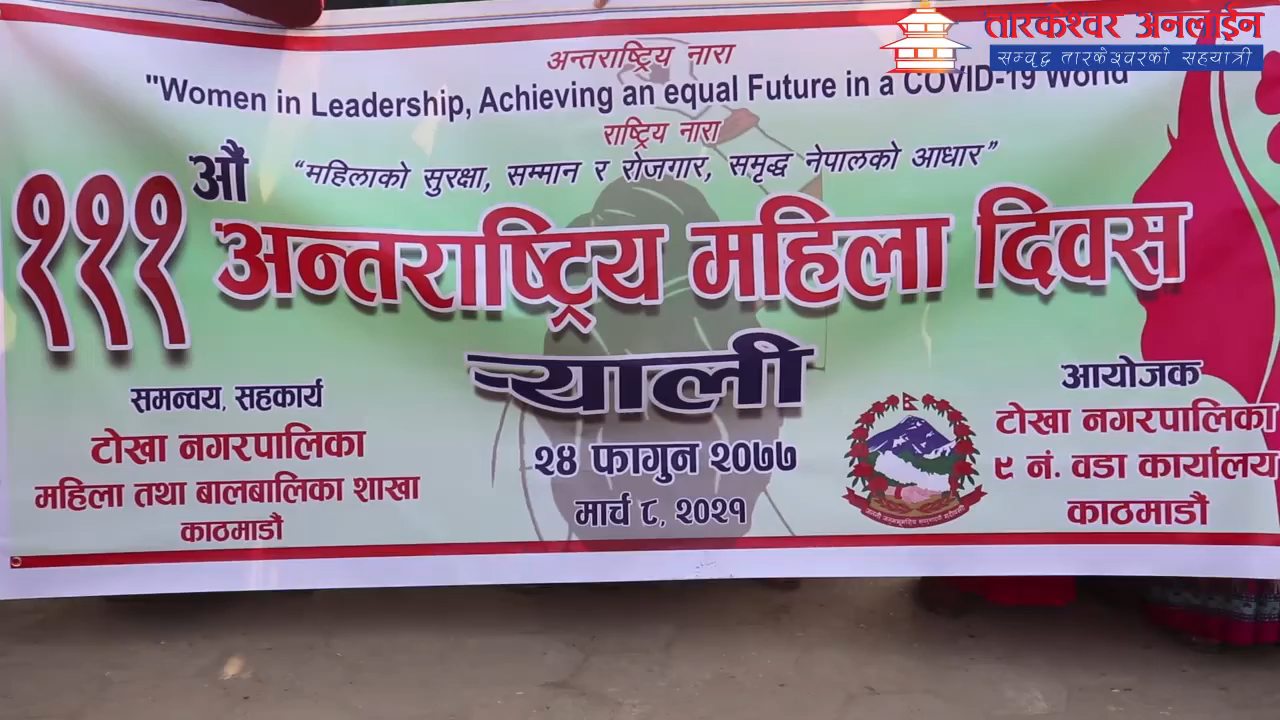 तारकेश्वर अनलाईन
सम्वृद्द तारकेश्वरको सहयात्री
अन्तराष्ट्रिय नारा
"Women in Leadership, Achieving an equal Future in a COVID-19 World"
राष्ट्रिय नारा
“महिलाको सुरक्षा, सम्मान र रोजगार, समृद्ध नेपालको आधार”
१११ औं
अन्तराष्ट्रिय महिला दिवस
र्‍याली
२४ फागुन २०७७
मार्च ८, २०२१
समन्वय, सहकार्य
टोखा नगरपालिका
महिला तथा बालबालिका शाखा
काठमाडौं
आयोजक
टोखा नगरपालिका
९ नं. वडा कार्यालय
काठमाडौं